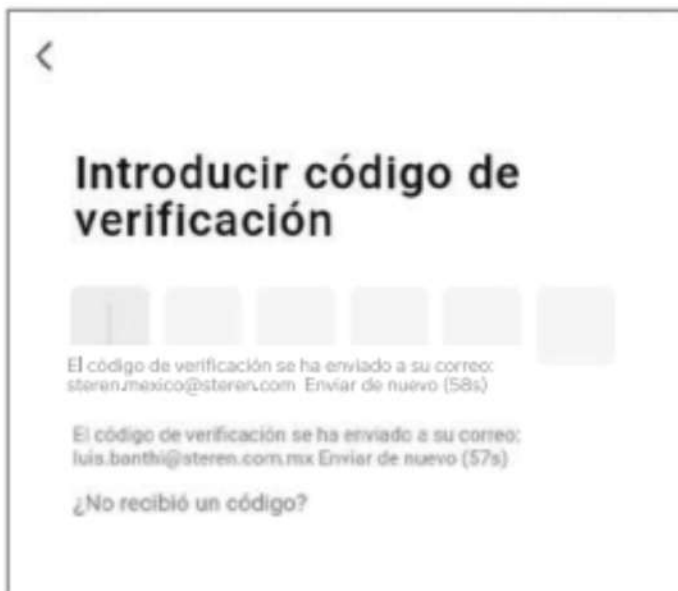 Introducir código de
verificación
El código de verificación se ha enviado a su correo:
steren.mexico@steren.com Enviar de nuevo (58s)
El código de verificación se ha enviado a su correo:
luis.banthi@steren.com.mx Enviar de nuevo (57s)
¿No recibió un código?